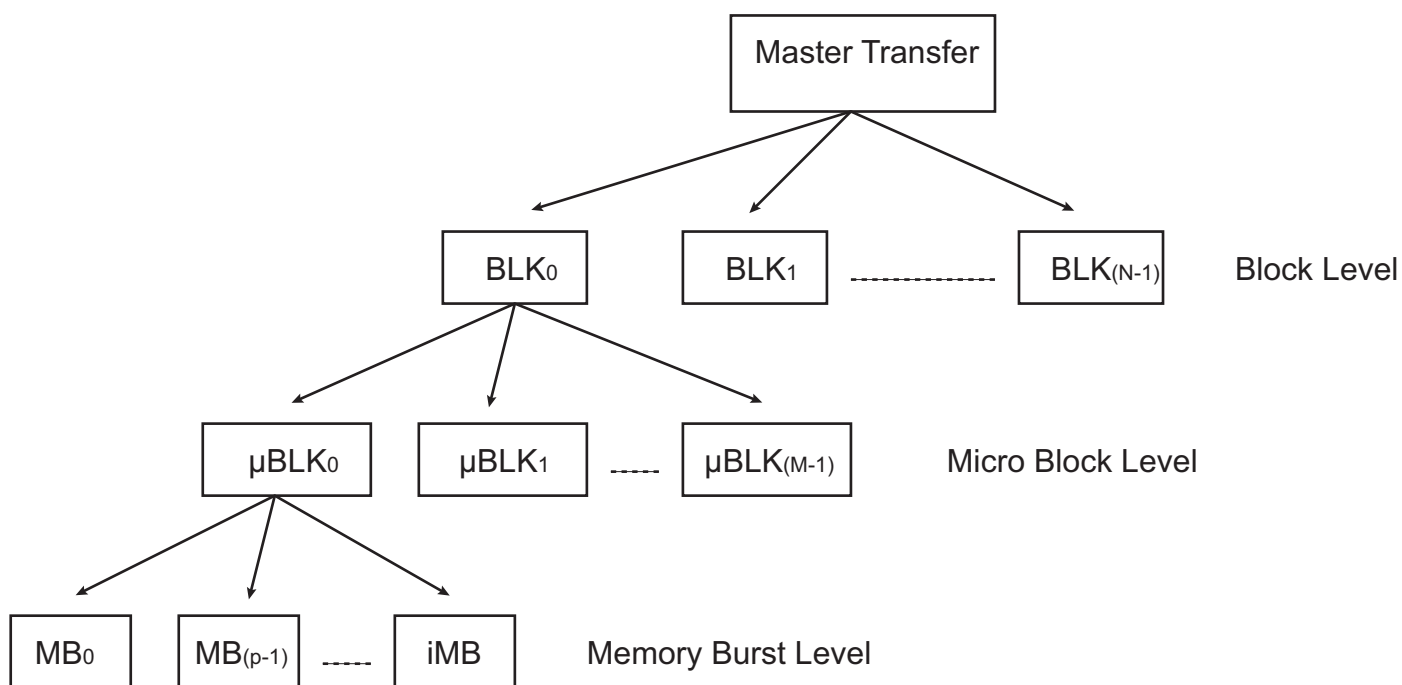 Master Transfer
BLK0 BLK1 BLK(N-1) Block Level
µBLK0 µBLK1 µBLK(M-1) Micro Block Level
MB0 MB(p-1) iMB Memory Burst Level